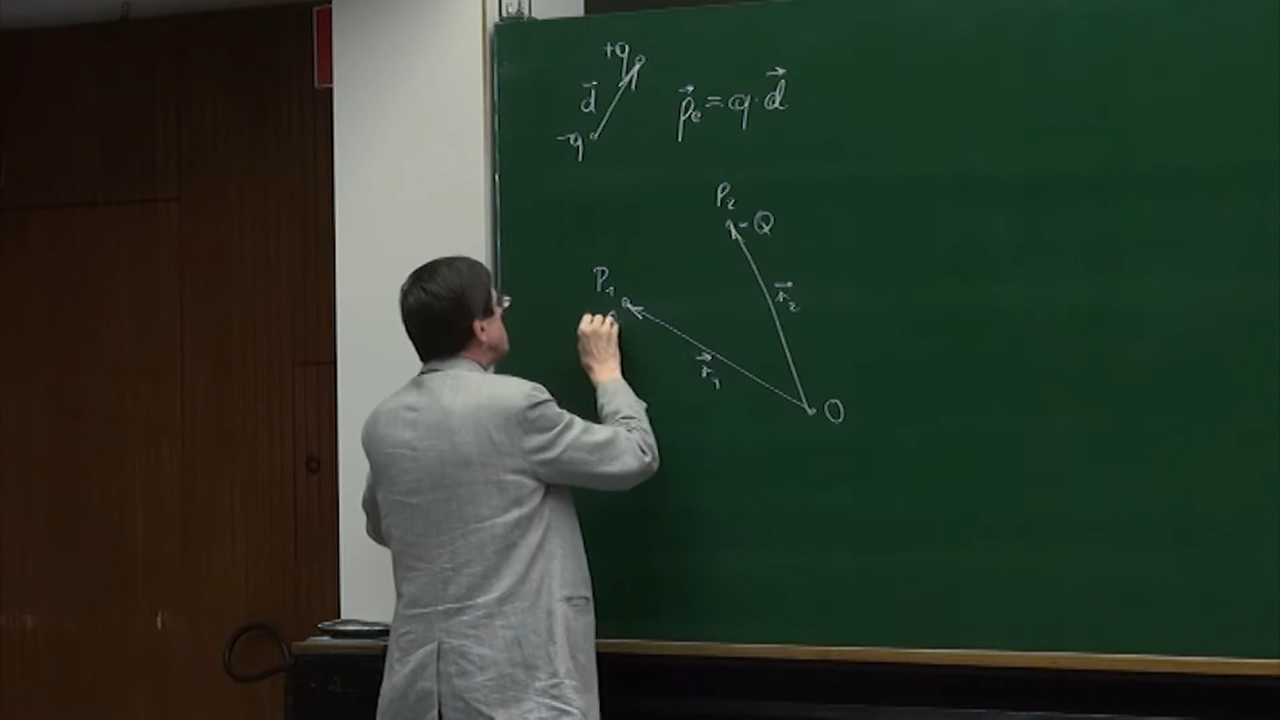 +q
d⃗
p⃗ₑ = q · d⃗
-q
P₂
-Q
P₁
r⃗₂
r⃗₁
O